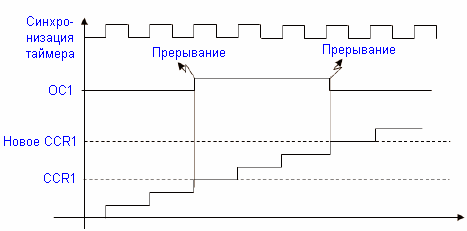 Синхро-
низация
таймера
Прерывание
Прерывание
OC1
Новое CCR1
CCR1